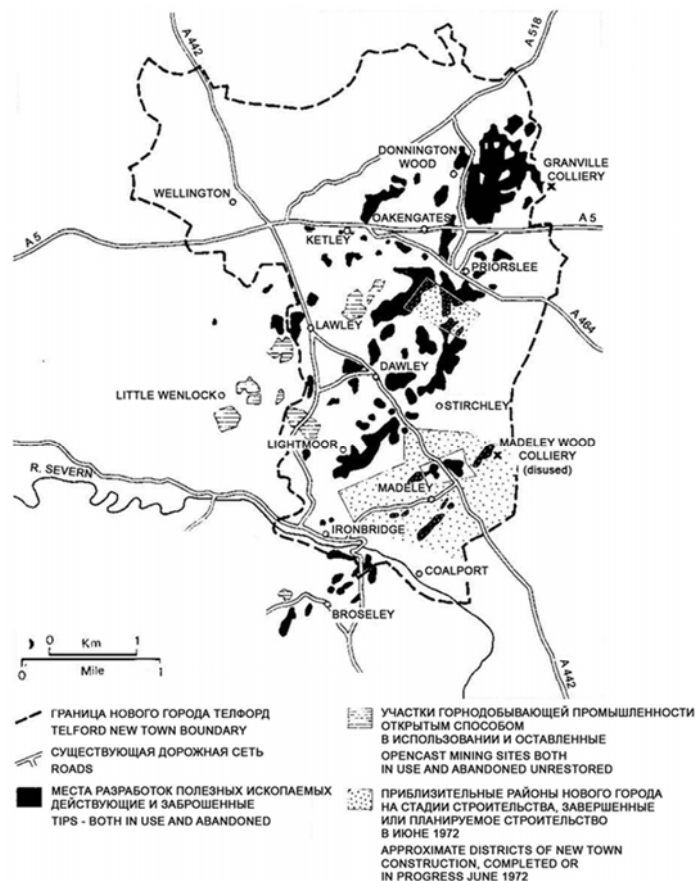 A 442
A 518
DONNINGTON
WOOD
GRANVILLE
COLLIERY
WELLINGTON
OAKENGATES
A 5
A 5
KETLEY
PRIORSLEE
LAWLEY
A 464
DAWLEY
LITTLE WENLOCK
STIRCHLEY
LIGHTMOOR
MADELEY WOOD
COLLIERY
(disused)
R. SEVERN
MADELEY
IRONBRIDGE
COALPORT
BROSELEY
A 442
0 Km 1
0 Mile 1
ГРАНИЦА НОВОГО ГОРОДА ТЕЛФОРД
TELFORD NEW TOWN BOUNDARY
СУЩЕСТВУЮЩАЯ ДОРОЖНАЯ СЕТЬ
ROADS
МЕСТА РАЗРАБОТОК ПОЛЕЗНЫХ ИСКОПАЕМЫХ
ДЕЙСТВУЮЩИЕ И ЗАБРОШЕННЫЕ
TIPS - BOTH IN USE AND ABANDONED
УЧАСТКИ ГОРНОДОБЫВАЮЩЕЙ ПРОМЫШЛЕННОСТИ
ОТКРЫТЫМ СПОСОБОМ
В ИСПОЛЬЗОВАНИИ И ОСТАВЛЕННЫЕ
OPENCAST MINING SITES BOTH
IN USE AND ABANDONED UNRESTORED
ПРИБЛИЗИТЕЛЬНЫЕ РАЙОНЫ НОВОГО ГОРОДА
НА СТАДИИ СТРОИТЕЛЬСТВА, ЗАВЕРШЕННЫЕ
ИЛИ ПЛАНИРУЕМОЕ СТРОИТЕЛЬСТВО
В ИЮНЕ 1972
APPROXIMATE DISTRICTS OF NEW TOWN
CONSTRUCTION, COMPLETED OR
IN PROGRESS JUNE 1972